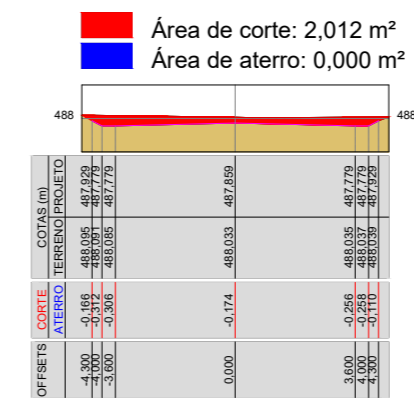 Área de corte: 2,012 m²
Área de aterro: 0,000 m²
488 488
COTAS (m)
PROJETO 487,929 487,779 487,779 487,859 487,779 487,779 487,929
TERRENO 488,095 488,091 488,085 488,033 488,035 488,037 488,039
CORTE
ATERRO
-0,166 -0,312 -0,306 -0,174 -0,256 -0,258 -0,110
OFFSETS -4,300 -4,000 -3,600 0,000 3,600 4,000 4,300